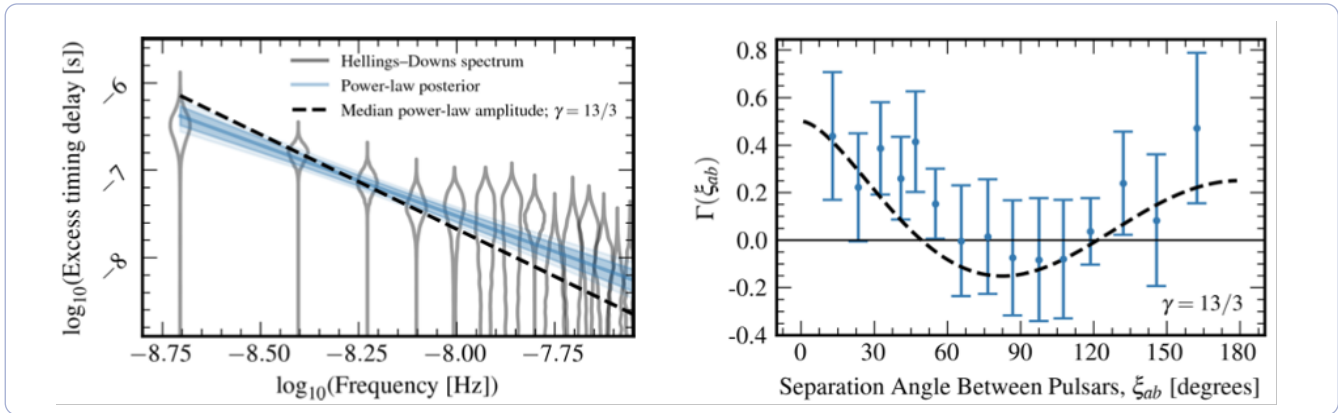 Hellings–Downs spectrum
Power-law posterior
Median power-law amplitude; γ = 13/3
log₁₀(Excess timing delay [s])
−6
−7
−8
−8.75 −8.50 −8.25 −8.00 −7.75
log₁₀(Frequency [Hz])
0.8
0.6
0.4
0.2
0.0
-0.2
-0.4
Γ(ξab)
γ = 13/3
0 30 60 90 120 150 180
Separation Angle Between Pulsars, ξab [degrees]